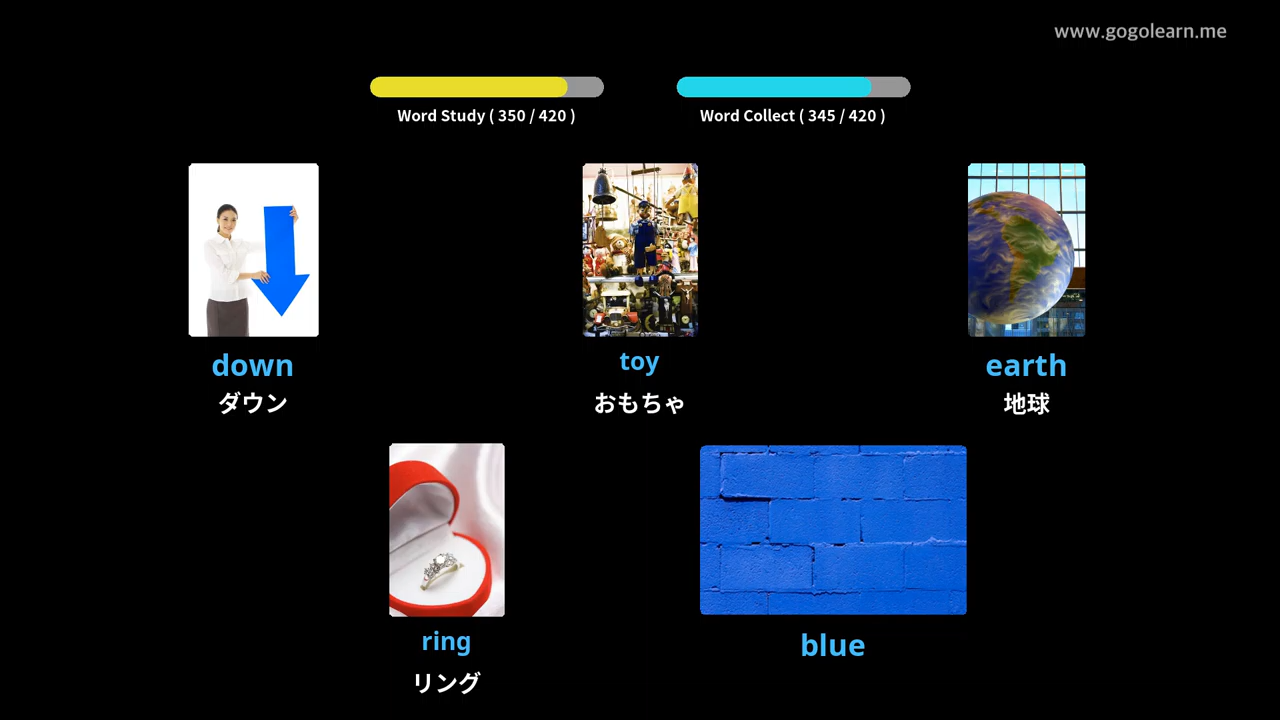 www.gogolearn.me
Word Study ( 350 / 420 )
Word Collect ( 345 / 420 )
down
ダウン
toy
おもちゃ
earth
地球
ring
リング
blue